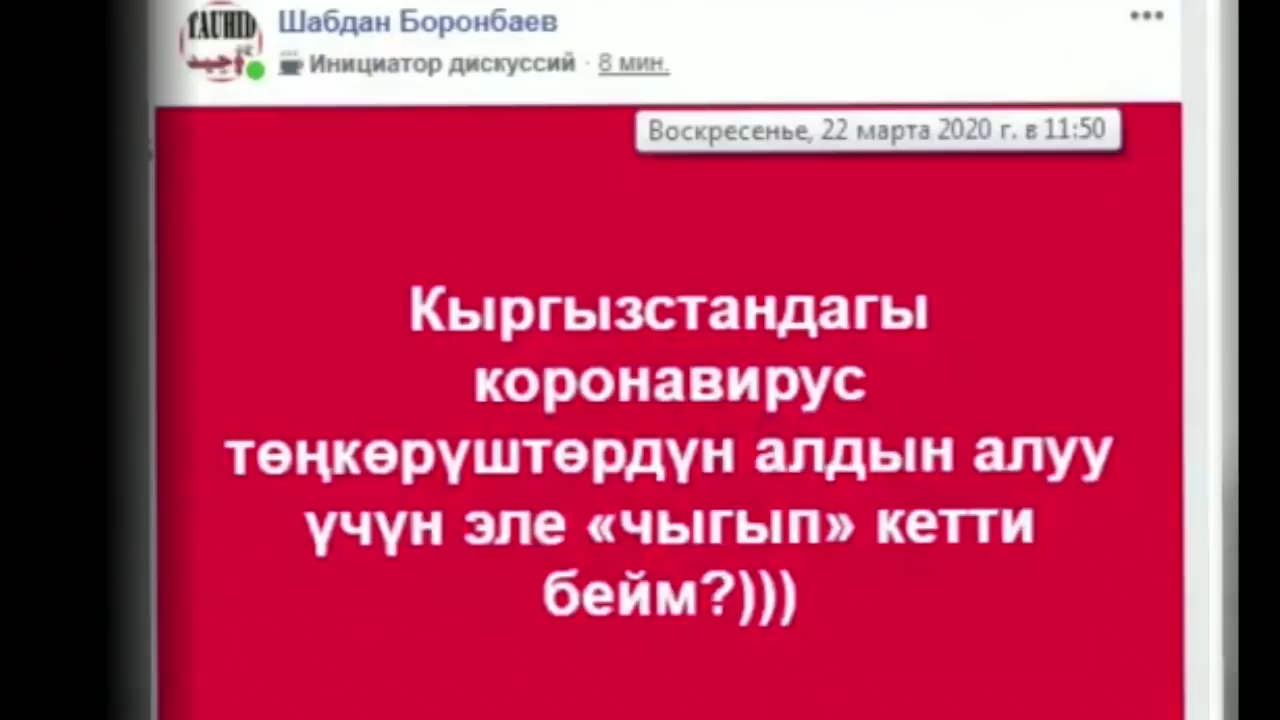 TAUHID
Шабдан Боронбаев
Инициатор дискуссий · 8 мин.
Воскресенье, 22 марта 2020 г. в 11:50
Кыргызстандагы
коронавирус
төңкөрүштөрдүн алдын алуу
үчүн эле «чыгып» кетти
бейм?)))